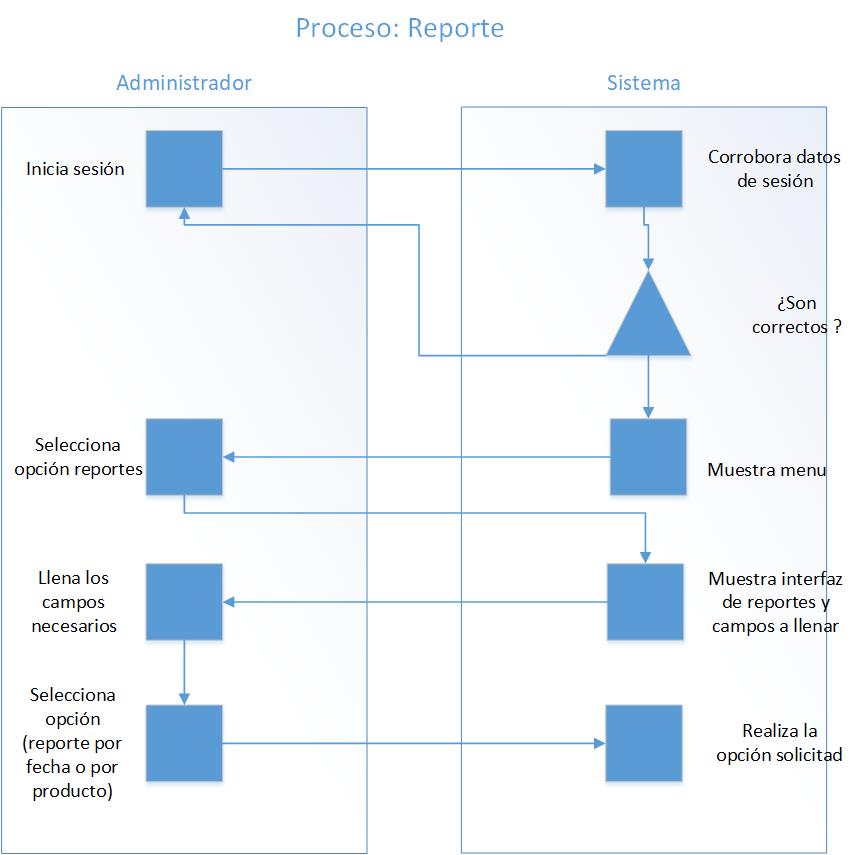 Proceso: Reporte
Administrador
Sistema
Inicia sesión
Corrobora datos
de sesión
¿Son
correctos ?
Selecciona
opción reportes
Muestra menu
Llena los
campos
necesarios
Muestra interfaz
de reportes y
campos a llenar
Selecciona
opción
(reporte por
fecha o por
producto)
Realiza la
opción solicitad